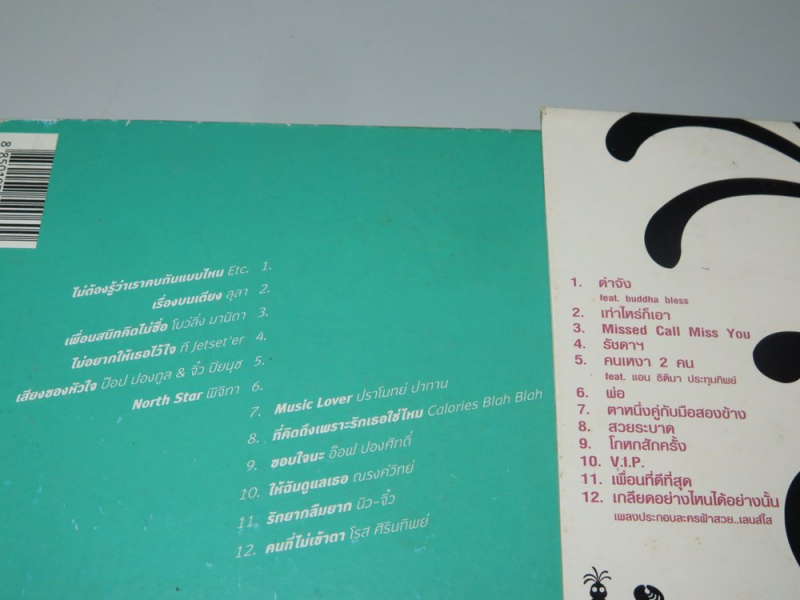 ไม่ต้องรู้ว่าเราคบกันแบบไหน Etc. 1.
เรื่องบนเตียง สุลา 2.
เพื่อนสนิทคิดไม่ซื่อ โบว์ลิ่ง มานิดา 3.
ไม่อยากให้เธอไว้ใจ ที Jetset'er 4.
เสียงของหัวใจ ป๊อป ปองกูล & จิ๋ว ปิยนุช 5.
North Star พิจิกา 6.
7. Music Lover ปราโมทย์ ปาทาน
8. ที่คิดถึงเพราะรักเธอใช่ไหม Calories Blah Blah
9. ขอบใจนะ อ๊อฟ ปองศักดิ์
10. ให้ฉันดูแลเธอ ณรงค์วิทย์
11. รักยากลืมยาก นิว-จิ๋ว
12. คนที่ไม่เข้าตา โรส ศิรินทิพย์
1. ดำจัง
feat. buddha bless
2. เท่าไหร่ก็เอา
3. Missed Call Miss You
4. รัชดาฯ
5. คนเหงา 2 คน
feat. แอน ธิติมา ประทุมทิพย์
6. พ่อ
7. ตาหนึ่งคู่กับมือสองข้าง
8. สวยระบาด
9. โกหกสักครั้ง
10. V.I.P.
11. เพื่อนที่ดีที่สุด
12. เกลียดอย่างไหนได้อย่างนั้น
เพลงประกอบละครฟ้าสวย..เลนส์ใส